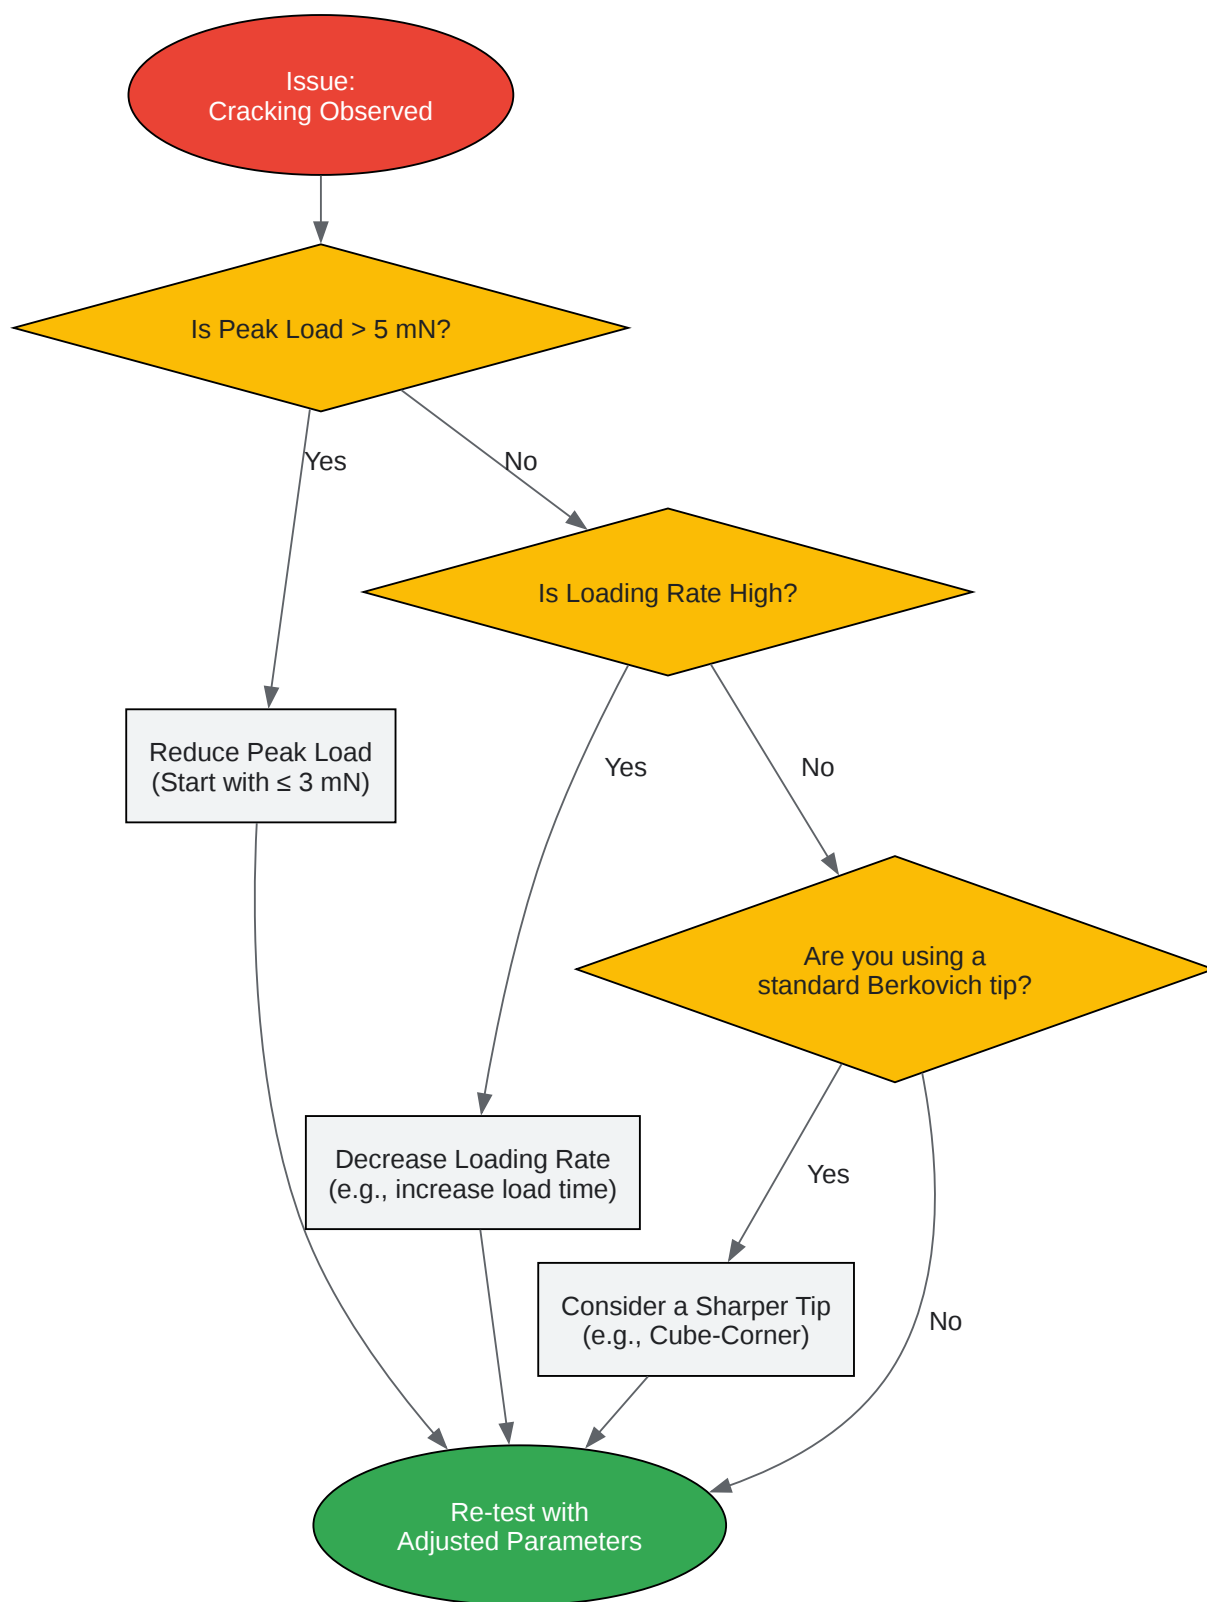 Issue:
Cracking Observed
Is Peak Load > 5 mN?
Yes
No
Is Loading Rate High?
Reduce Peak Load
(Start with ≤ 3 mN)
Yes
No
Are you using a
standard Berkovich tip?
Decrease Loading Rate
(e.g., increase load time)
Yes
Consider a Sharper Tip
(e.g., Cube-Corner)
No
Re-test with
Adjusted Parameters